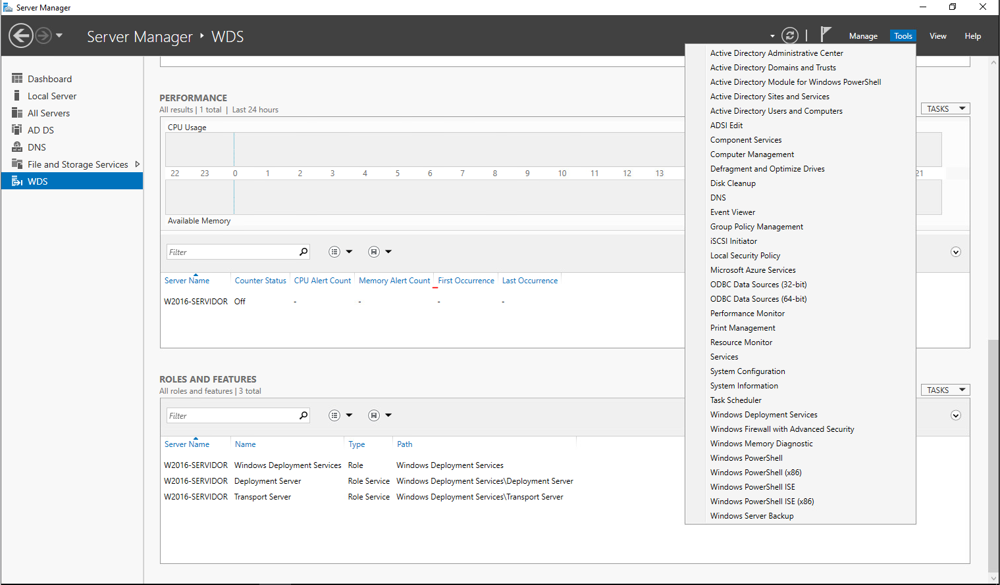 Server Manager
Server Manager ‣ WDS
Manage Tools View Help
Dashboard
Local Server
All Servers
AD DS
DNS
File and Storage Services
WDS
PERFORMANCE
All results | 1 total | Last 24 hours
TASKS
CPU Usage
22 23 0 1 2 3 4 5 6 7 8 9 10 11 12 13 21
Available Memory
Filter
Server Name Counter Status CPU Alert Count Memory Alert Count First Occurrence Last Occurrence
W2016-SERVIDOR Off - - - -
ROLES AND FEATURES
All roles and features | 3 total
TASKS
Filter
Server Name Name Type Path
W2016-SERVIDOR Windows Deployment Services Role Windows Deployment Services
W2016-SERVIDOR Deployment Server Role Service Windows Deployment Services\Deployment Server
W2016-SERVIDOR Transport Server Role Service Windows Deployment Services\Transport Server
Active Directory Administrative Center
Active Directory Domains and Trusts
Active Directory Module for Windows PowerShell
Active Directory Sites and Services
Active Directory Users and Computers
ADSI Edit
Component Services
Computer Management
Defragment and Optimize Drives
Disk Cleanup
DNS
Event Viewer
Group Policy Management
iSCSI Initiator
Local Security Policy
Microsoft Azure Services
ODBC Data Sources (32-bit)
ODBC Data Sources (64-bit)
Performance Monitor
Print Management
Resource Monitor
Services
System Configuration
System Information
Task Scheduler
Windows Deployment Services
Windows Firewall with Advanced Security
Windows Memory Diagnostic
Windows PowerShell
Windows PowerShell (x86)
Windows PowerShell ISE
Windows PowerShell ISE (x86)
Windows Server Backup